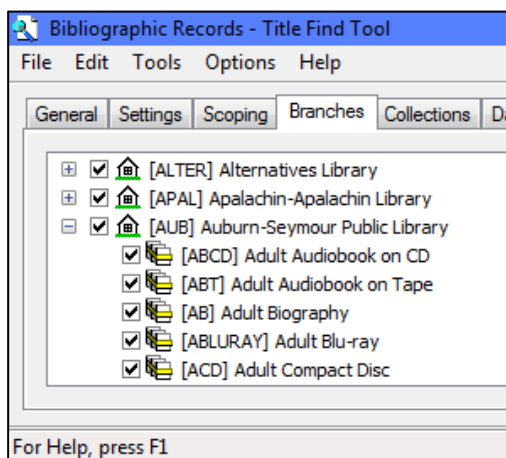 Bibliographic Records - Title Find Tool
File Edit Tools Options Help
General Settings Scoping Branches Collections
[ALTER] Alternatives Library
[APAL] Apalachin-Apalachin Library
[AUB] Auburn-Seymour Public Library
[ABCD] Adult Audiobook on CD
[ABT] Adult Audiobook on Tape
[AB] Adult Biography
[ABLURAY] Adult Blu-ray
[ACD] Adult Compact Disc
For Help, press F1